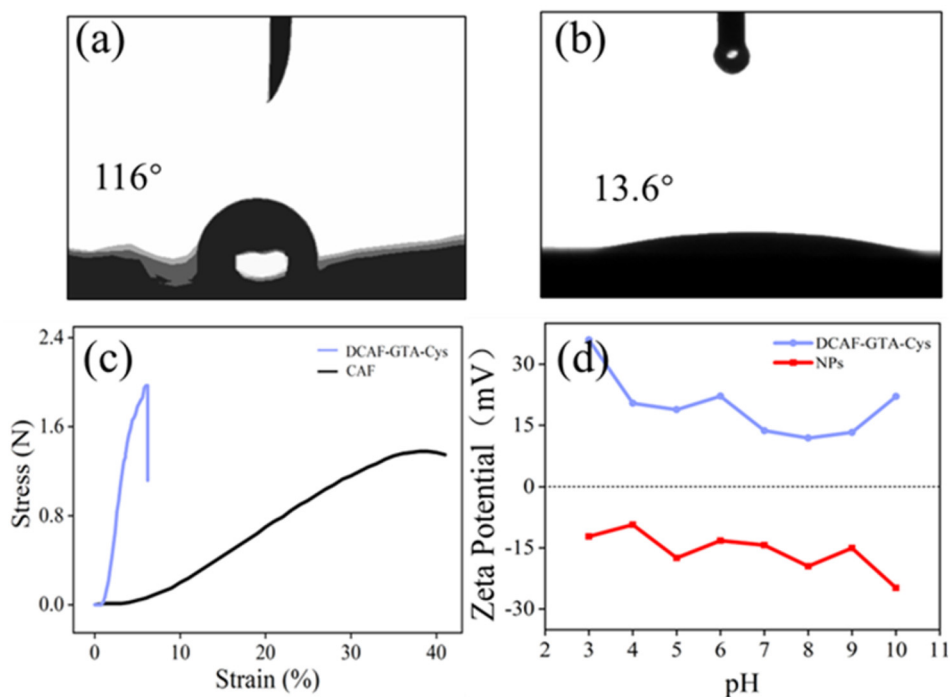 (a)
116°
(b)
13.6°
(c)
DCAF-GTA-Cys
CAF
Stress (N)
2.4
1.6
0.8
0.0
0
10
20
30
40
Strain (%)
(d)
DCAF-GTA-Cys
NPs
Zeta Potential（mV）
30
15
0
-15
-30
2
3
4
5
6
7
8
9
10
11
pH